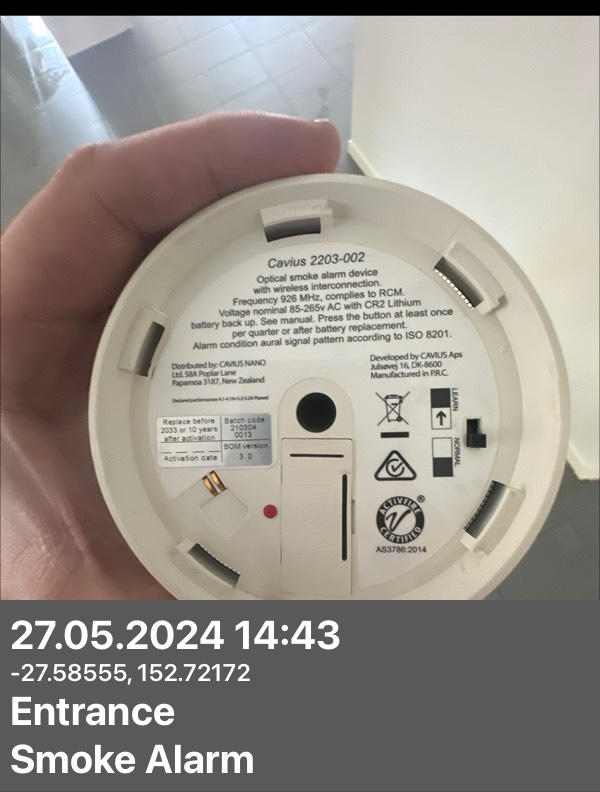 Cavius 2203-002
Optical smoke alarm device
with wireless interconnection.
Frequency 926 MHz, complies to RCM.
Voltage nominal 85-265v AC with CR2 Lithium
battery back up. See manual. Press the button at least once
per quarter or after battery replacement.
Alarm condition aural signal pattern according to ISO 8201.
Distributed by: CAVIUS NANO
Ltd, 58A Poplar Lane
Papamoa 3187, New Zealand
Developed by CAVIUS Aps
Julsøvej 16, DK-8600
Manufactured in P.R.C.
Replace before
2033 or 10 years
after activation
Activation date
Batch code
210304
0013
BOM version
3.0
LEARN
NORMAL
ACTIVFIRE®
CERTIFIED
AS3786:2014
27.05.2024 14:43
-27.58555, 152.72172
Entrance
Smoke Alarm